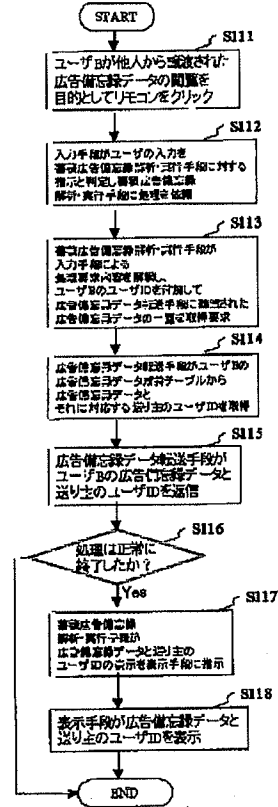 START
S111
ユーザBが他人から譲渡された
広告備忘録データの閲覧を
目的としてリモコンをクリック
S112
入力手段がユーザの入力を
蓄積広告備忘録解析・実行手段に対する
指示と判定し蓄積広告備忘録
解析・実行手段に処理を依頼
S113
蓄積広告備忘録解析・実行手段が
入力手段による
処理要求内容を解釈し
ユーザBのユーザIDを付加して
広告備忘録データ転送手段に譲渡された
広告備忘録データの一覧を取得要求
S114
広告備忘録データ転送手段がユーザBの
広告備忘録データ所有テーブルから
広告備忘録データと
それに対応する送り主のユーザIDを取得
S115
広告備忘録データ転送手段が
ユーザBの広告備忘録データと
送り主のユーザIDを返信
S116
処理は正常に
終了したか?
Yes
S117
蓄積広告備忘録
解析・実行手段が
広告備忘録データと送り主の
ユーザIDの表示を表示手段に指示
S118
表示手段が広告備忘録データと
送り主のユーザIDを表示
END